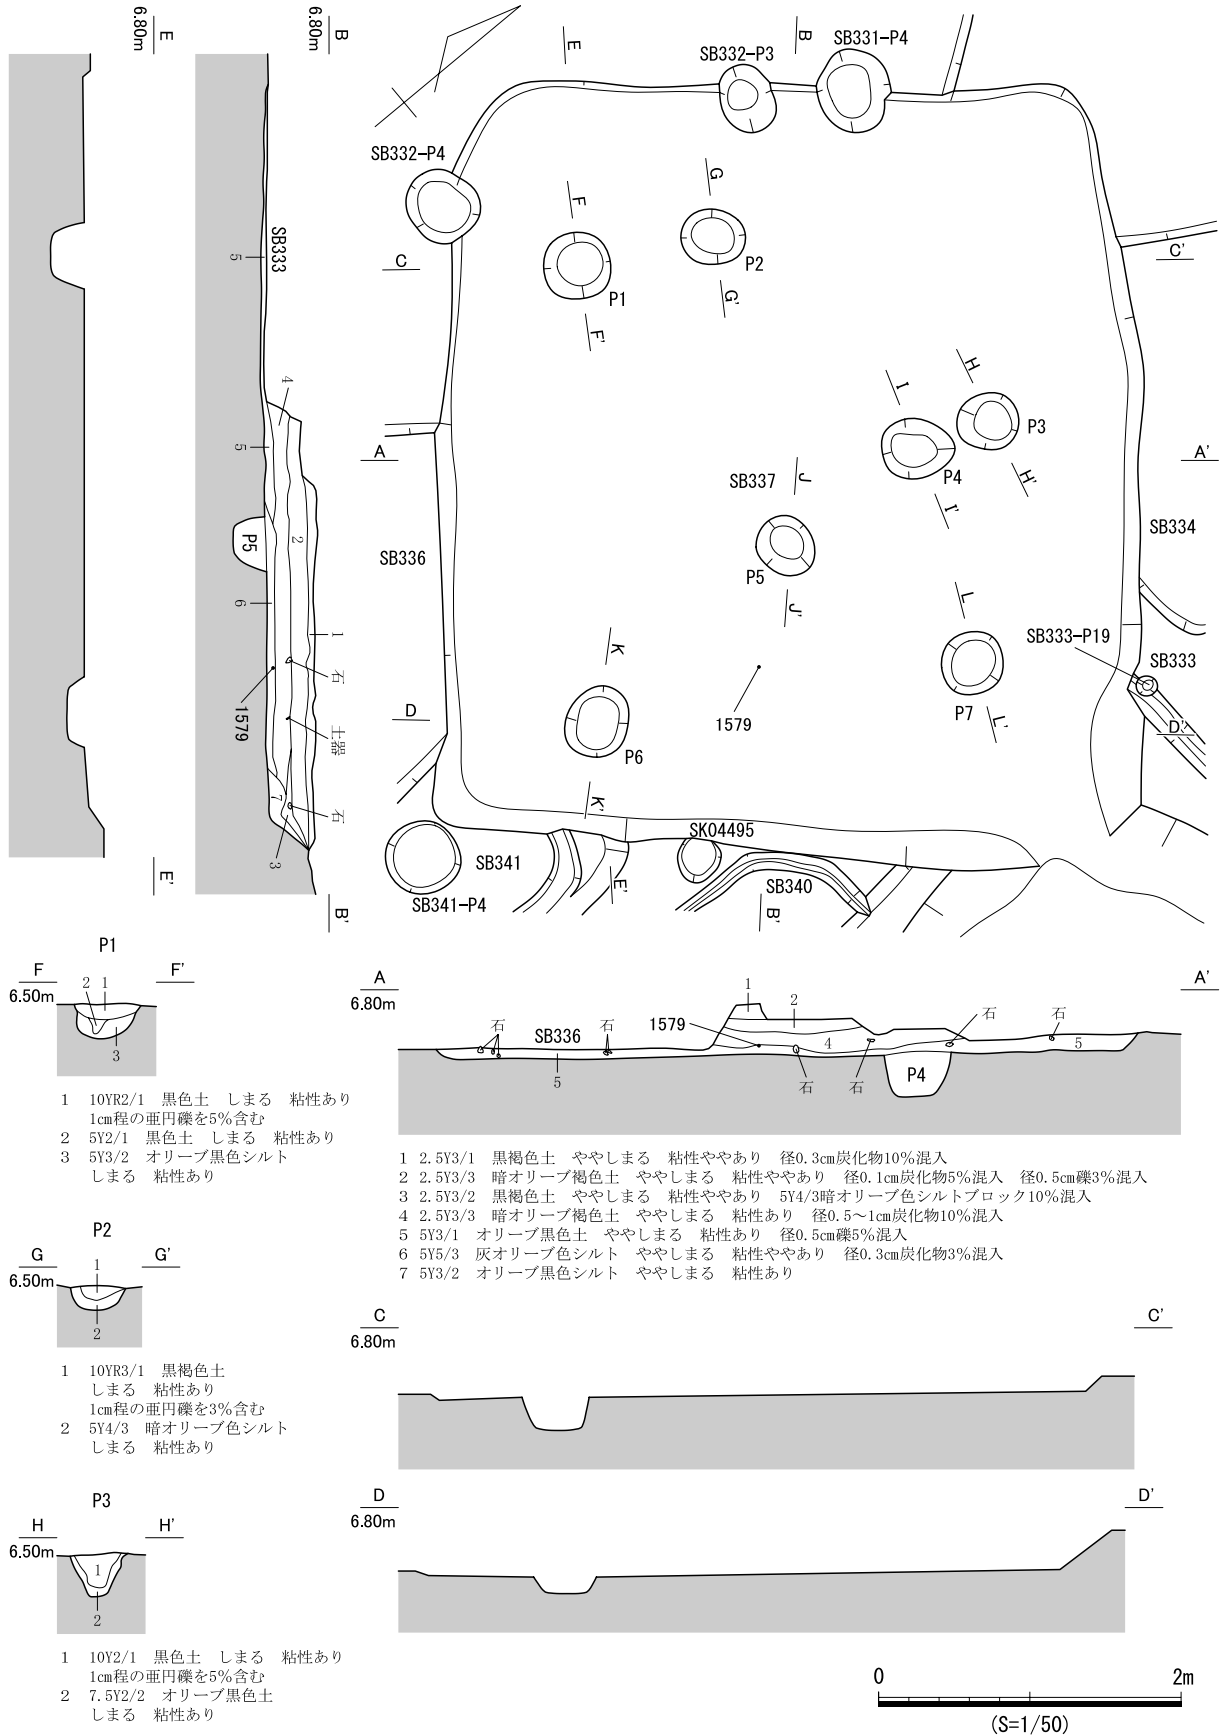 E
6.80m
B
6.80m
E
B
SB332-P3
SB331-P4
SB332-P4
F
G
C
C'
P1
P2
F'
G'
SB333
5
4
5
P5
2
6
1
石
1579
土器
7
石
3
E'
B'
H
I
P3
P4
H'
I'
A
A'
SB337
J
P5
J'
SB336
SB334
L
SB333-P19
SB333
K
1579
P7
L'
D
D'
P6
K'
SK04495
SB341
SB341-P4
E'
SB340
B'
P1
F
F'
6.50m
2
1
3
1 10YR2/1 黒色土 しまる 粘性あり
1cm程の亜円礫を5%含む
2 5Y2/1 黒色土 しまる 粘性あり
3 5Y3/2 オリーブ黒色シルト
しまる 粘性あり
P2
G
G'
6.50m
1
2
1 10YR3/1 黒褐色土
しまる 粘性あり
1cm程の亜円礫を3%含む
2 5Y4/3 暗オリーブ色シルト
しまる 粘性あり
P3
H
H'
6.50m
1
2
1 10Y2/1 黒色土 しまる 粘性あり
1cm程の亜円礫を5%含む
2 7.5Y2/2 オリーブ黒色土
しまる 粘性あり
A
A'
6.80m
1
2
石
SB336
石
1579
4
石
石
5
5
石
石
P4
1 2.5Y3/1 黒褐色土 ややしまる 粘性ややあり 径0.3cm炭化物10%混入
2 2.5Y3/3 暗オリーブ褐色土 ややしまる 粘性ややあり 径0.1cm炭化物5%混入 径0.5cm礫3%混入
3 2.5Y3/2 黒褐色土 ややしまる 粘性ややあり 5Y4/3暗オリーブ色シルトブロック10%混入
4 2.5Y3/3 暗オリーブ褐色土 ややしまる 粘性あり 径0.5～1cm炭化物10%混入
5 5Y3/1 オリーブ黒色土 ややしまる 粘性あり 径0.5cm礫5%混入
6 5Y5/3 灰オリーブ色シルト ややしまる 粘性ややあり 径0.3cm炭化物3%混入
7 5Y3/2 オリーブ黒色シルト ややしまる 粘性あり
C
C'
6.80m
D
D'
6.80m
0
2m
(S=1/50)